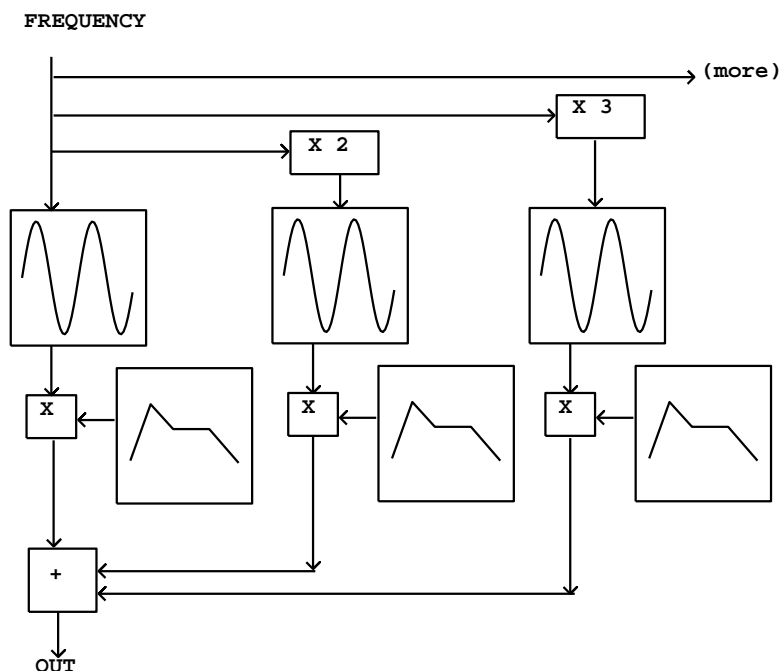 FREQUENCY
(more)
X 3
X 2
X
X
X
+
OUT